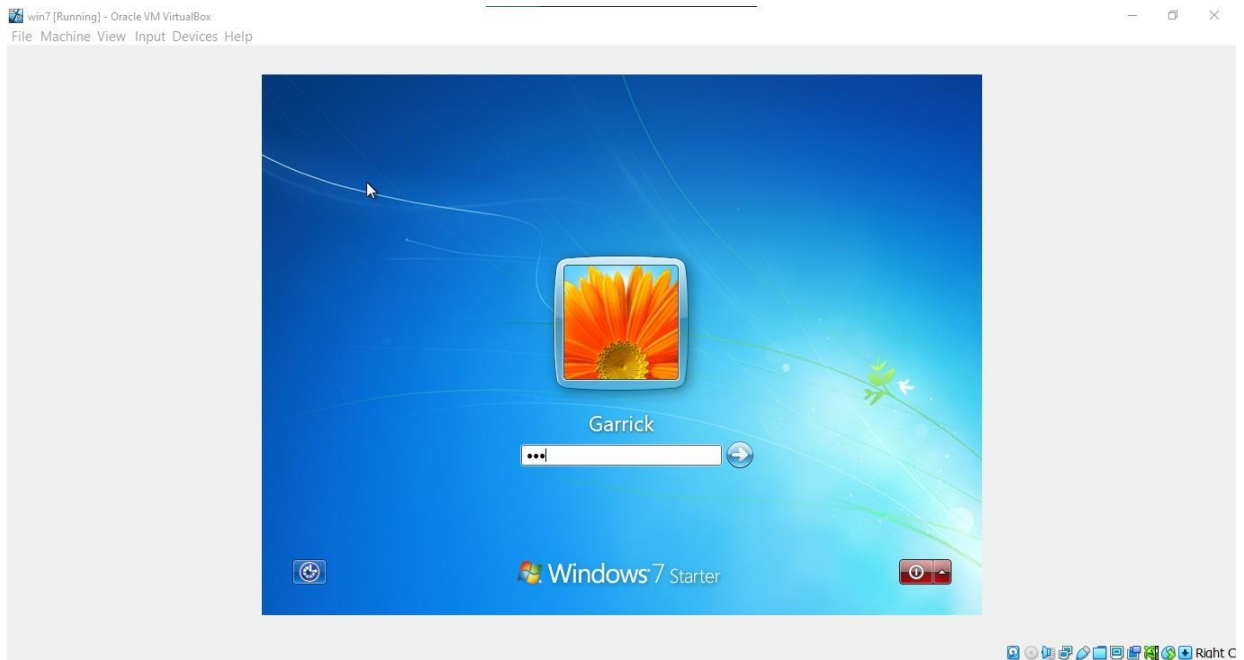 win7 [Running] - Oracle VM VirtualBox
File Machine View Input Devices Help
Garrick
Windows 7 Starter
Right C